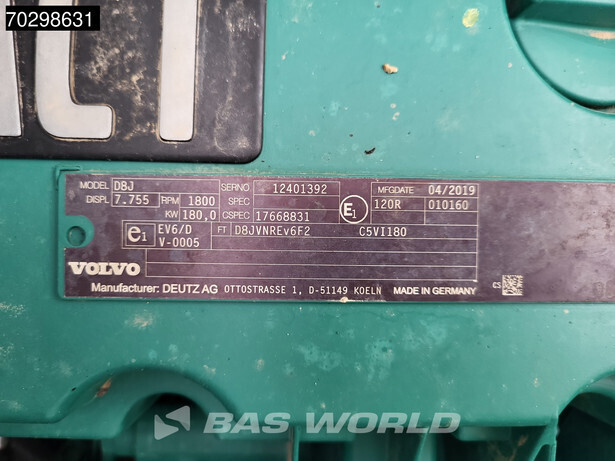 70298631
ACT
MODEL D8J SERNO 12401392 MFGDATE 04/2019
DISPL 7.755 RPM 1800 SPEC E1 120R 010160
KW 180,0 CSPEC 17668831
e1 EV6/D FT D8JVNREv6F2 C5VI180
V-0005
VOLVO
Manufacturer: DEUTZ AG OTTOSTRASSE 1, D-51149 KOELN MADE IN GERMANY
GS
BAS WORLD